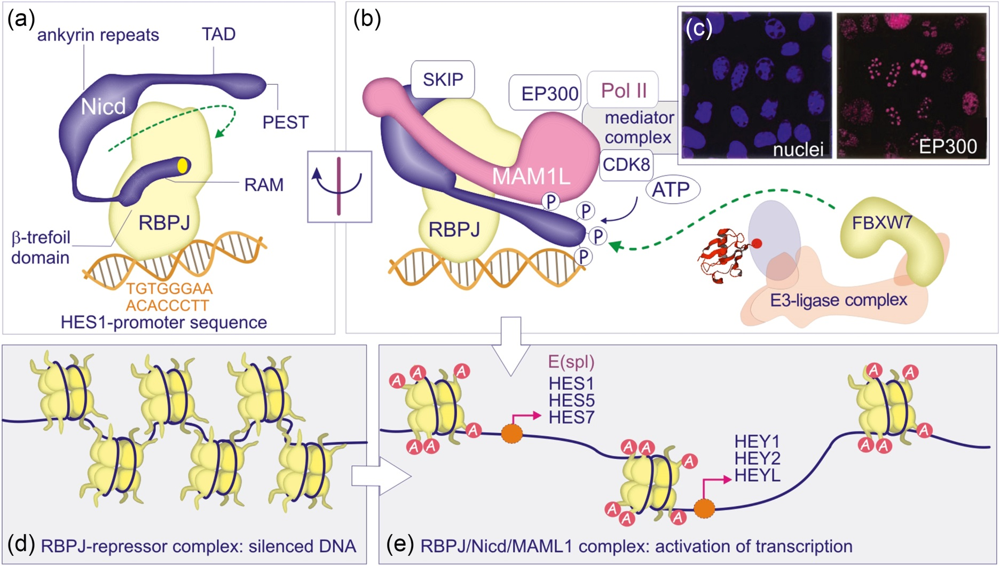 (a)
ankyrin repeats
TAD
Nicd
PEST
RAM
RBPJ
β-trefoil
domain
TGTGGGAA
ACACCCTT
HES1-promoter sequence
(b)
SKIP
EP300
Pol II
mediator
complex
CDK8
MAM1L
ATP
P
P
P
P
RBPJ
FBXW7
E3-ligase complex
(c)
nuclei
EP300
(d) RBPJ-repressor complex: silenced DNA
E(spl)
HES1
HES5
HES7
A
A
A
A
A
A
HEY1
HEY2
HEYL
A
A
A
A
A
A
A
A
A
A
A
(e) RBPJ/Nicd/MAML1 complex: activation of transcription